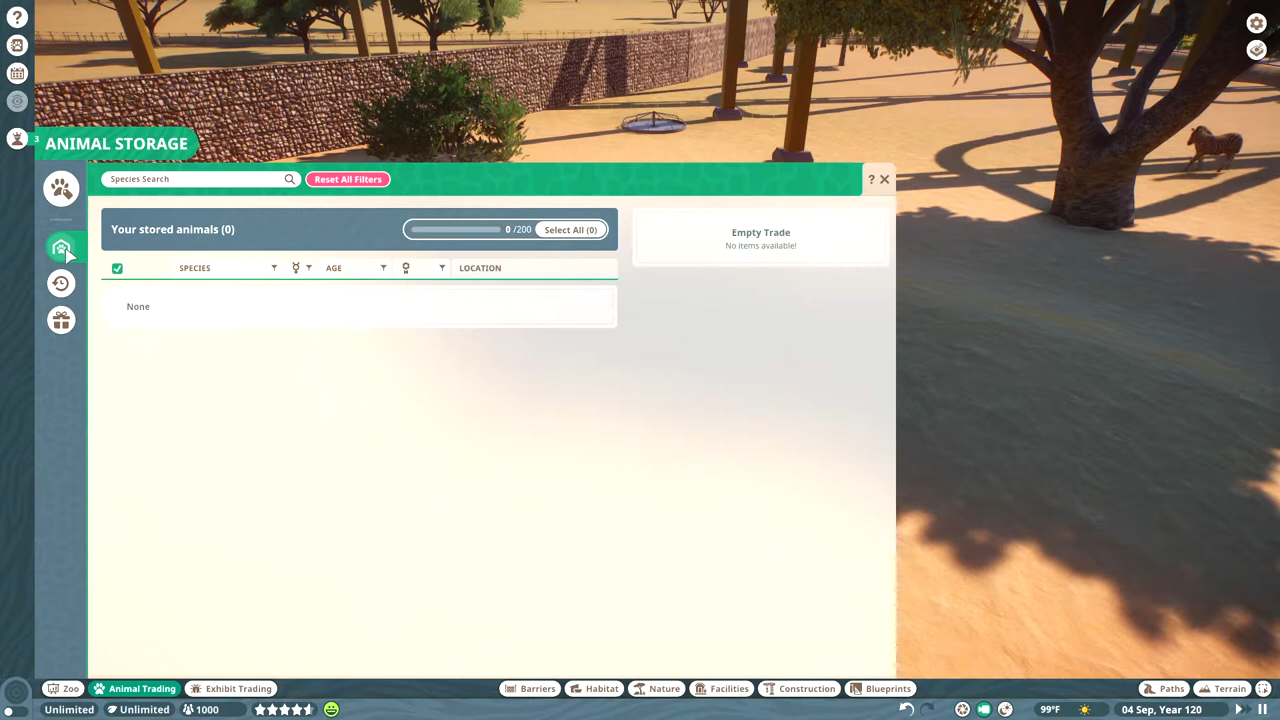 3
ANIMAL STORAGE
Species Search
Reset All Filters
? ✕
Your stored animals (0)
0 /200
Select All (0)
Empty Trade
No items available!
SPECIES
AGE
LOCATION
None
Zoo
Animal Trading
Exhibit Trading
Barriers
Habitat
Nature
Facilities
Construction
Blueprints
Paths
Terrain
Unlimited
Unlimited
1000
99°F
04 Sep, Year 120